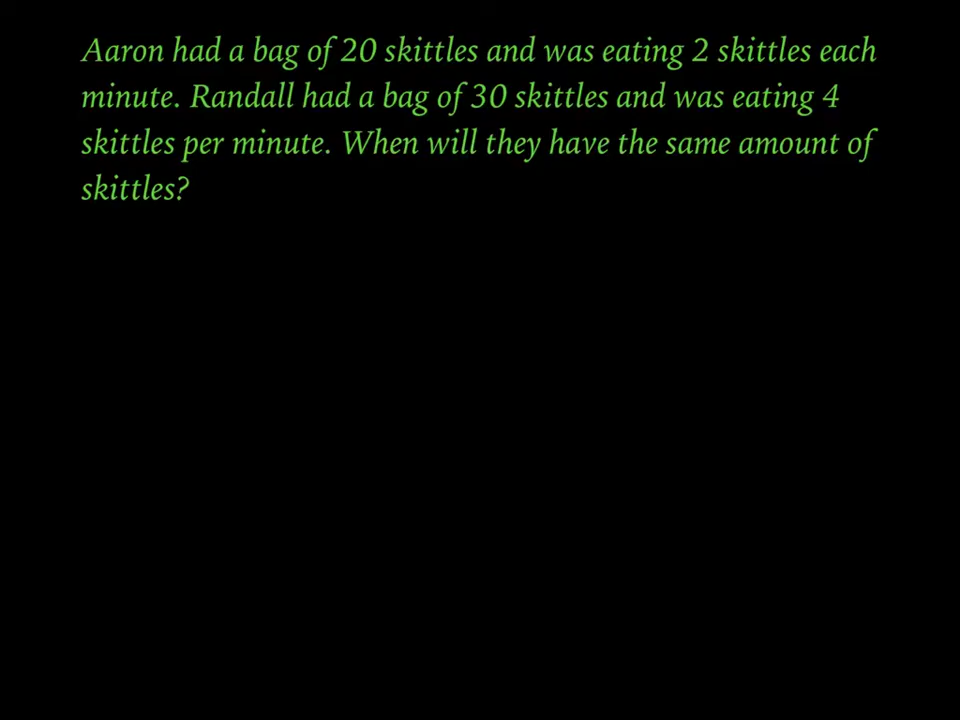 Aaron had a bag of 20 skittles and was eating 2 skittles each
minute. Randall had a bag of 30 skittles and was eating 4
skittles per minute. When will they have the same amount of
skittles?